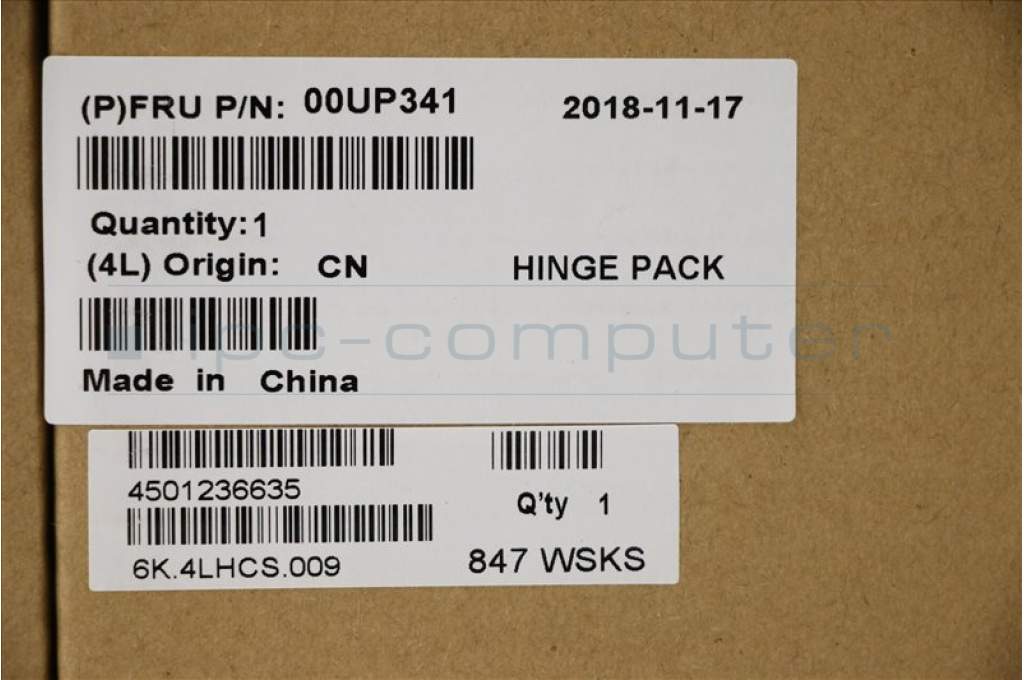 (P)FRU P/N: 00UP341 2018-11-17
Quantity:1
(4L) Origin: CN HINGE PACK
ipc-computer
Made in China
4501236635
Q'ty 1
6K.4LHCS.009 847 WSKS